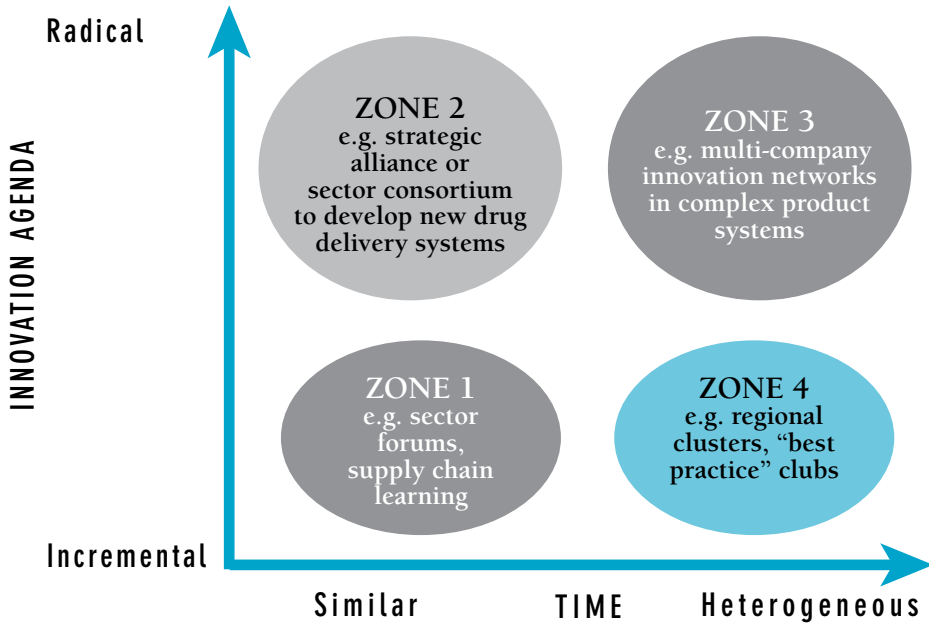 Radical
INNOVATION AGENDA
ZONE 2
e.g. strategic
alliance or
sector consortium
to develop new drug
delivery systems
ZONE 3
e.g. multi-company
innovation networks
in complex product
systems
ZONE 1
e.g. sector
forums,
supply chain
learning
ZONE 4
e.g. regional
clusters, “best
practice” clubs
Incremental
Similar TIME Heterogeneous